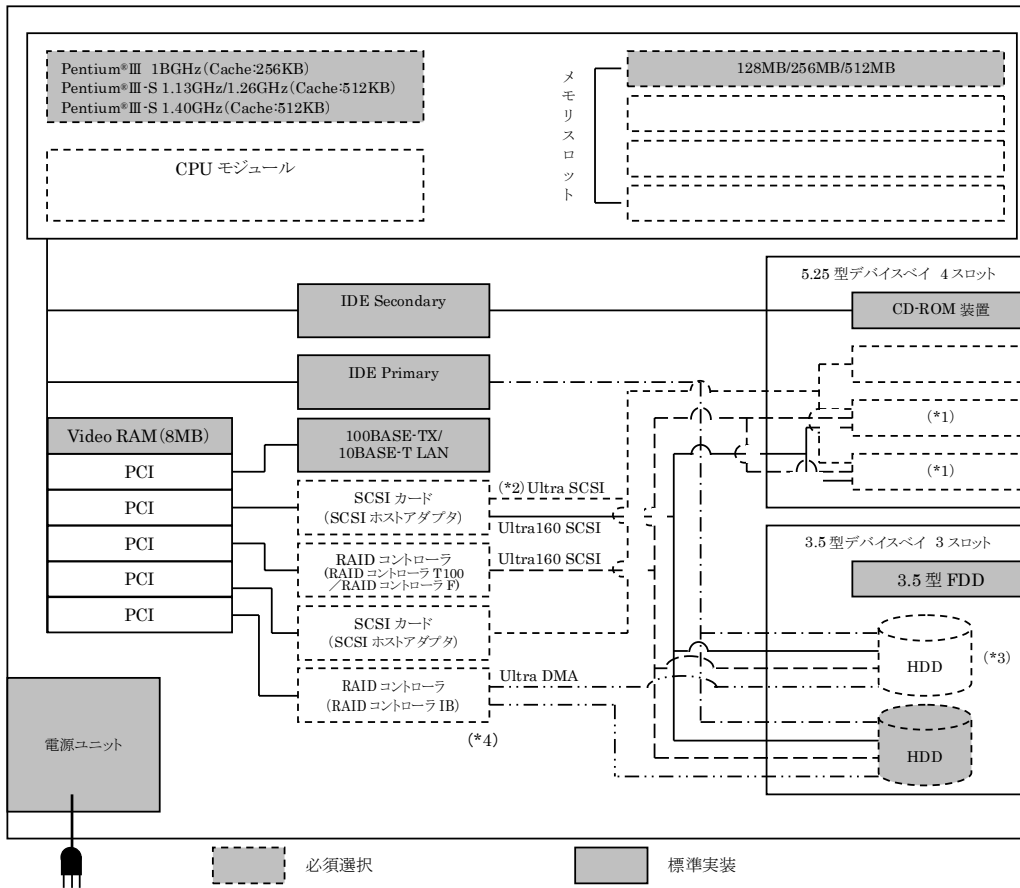 Pentium®Ⅲ 1BGHz(Cache:256KB)
Pentium®Ⅲ-S 1.13GHz/1.26GHz(Cache:512KB)
Pentium®Ⅲ-S 1.40GHz(Cache:512KB)
CPU モジュール
メモリスロット
128MB/256MB/512MB
5.25 型デバイスベイ 4 スロット
IDE Secondary
CD-ROM 装置
IDE Primary
(*1)
(*1)
Video RAM(8MB)
PCI
PCI
PCI
PCI
PCI
100BASE-TX/
10BASE-T LAN
SCSI カード
(SCSI ホストアダプタ)
(*2)Ultra SCSI
Ultra160 SCSI
RAID コントローラ
(RAID コントローラ T100
/RAID コントローラ F)
Ultra160 SCSI
SCSI カード
(SCSI ホストアダプタ)
RAID コントローラ
(RAID コントローラ IB)
Ultra DMA
(*4)
3.5 型デバイスベイ 3 スロット
3.5 型 FDD
HDD
(*3)
HDD
電源ユニット
必須選択
標準実装